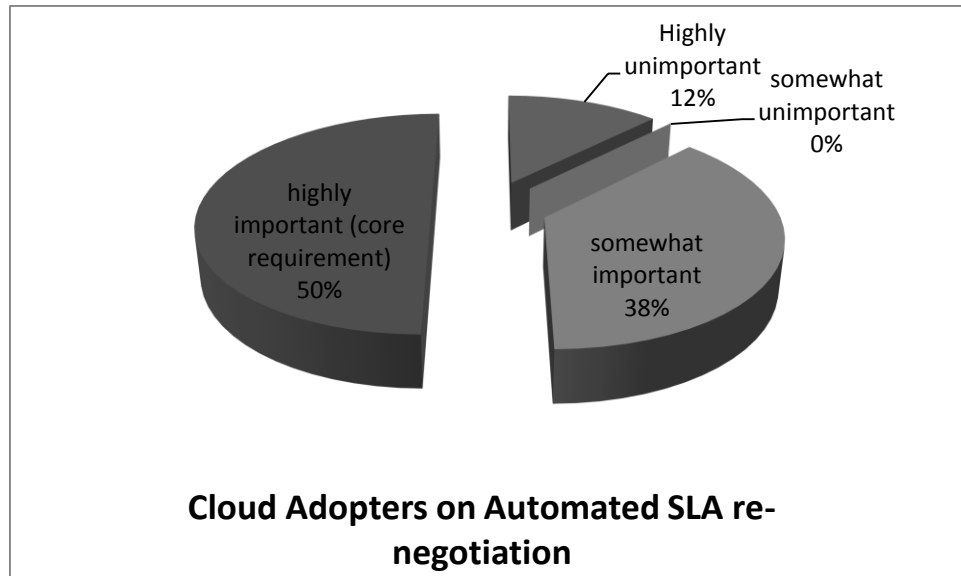 Highly
unimportant
12%
somewhat
unimportant
0%
highly
important (core
requirement)
50%
somewhat
important
38%
Cloud Adopters on Automated SLA re-
negotiation